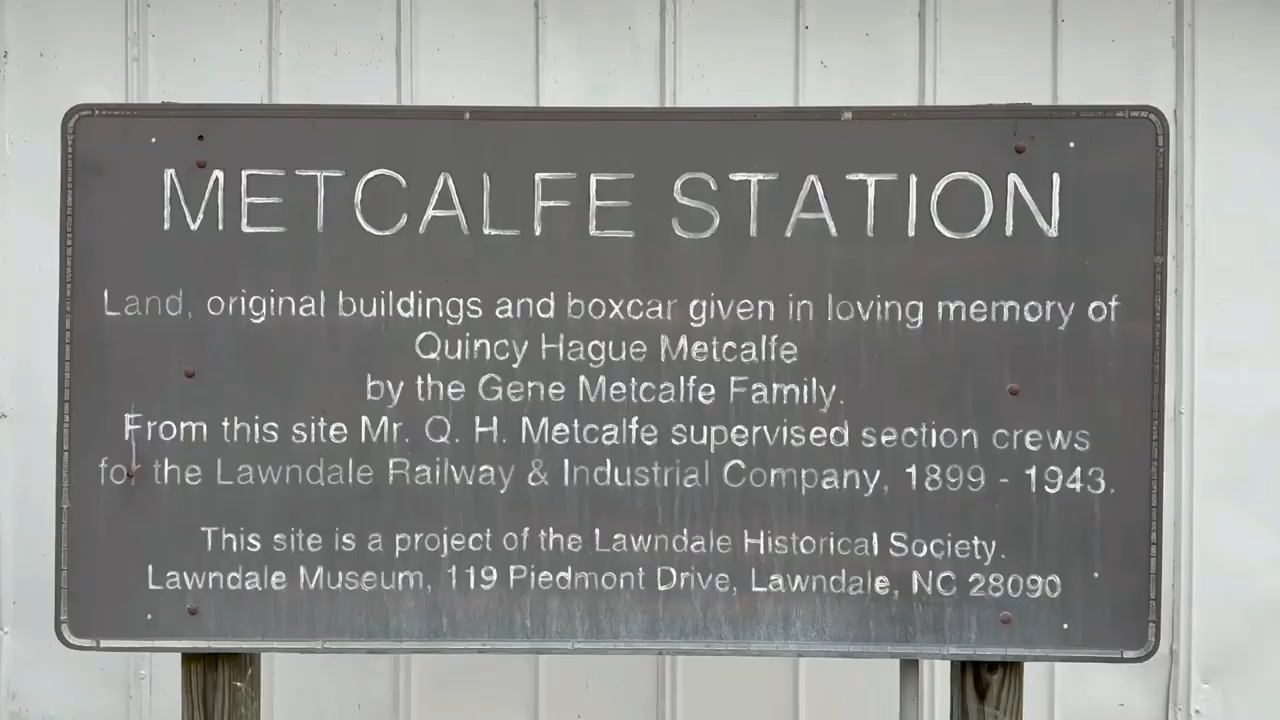 METCALFE STATION
Land, original buildings and boxcar given in loving memory of
Quincy Hague Metcalfe
by the Gene Metcalfe Family.
From this site Mr. Q. H. Metcalfe supervised section crews
for the Lawndale Railway & Industrial Company, 1899 - 1943.
This site is a project of the Lawndale Historical Society.
Lawndale Museum, 119 Piedmont Drive, Lawndale, NC 28090